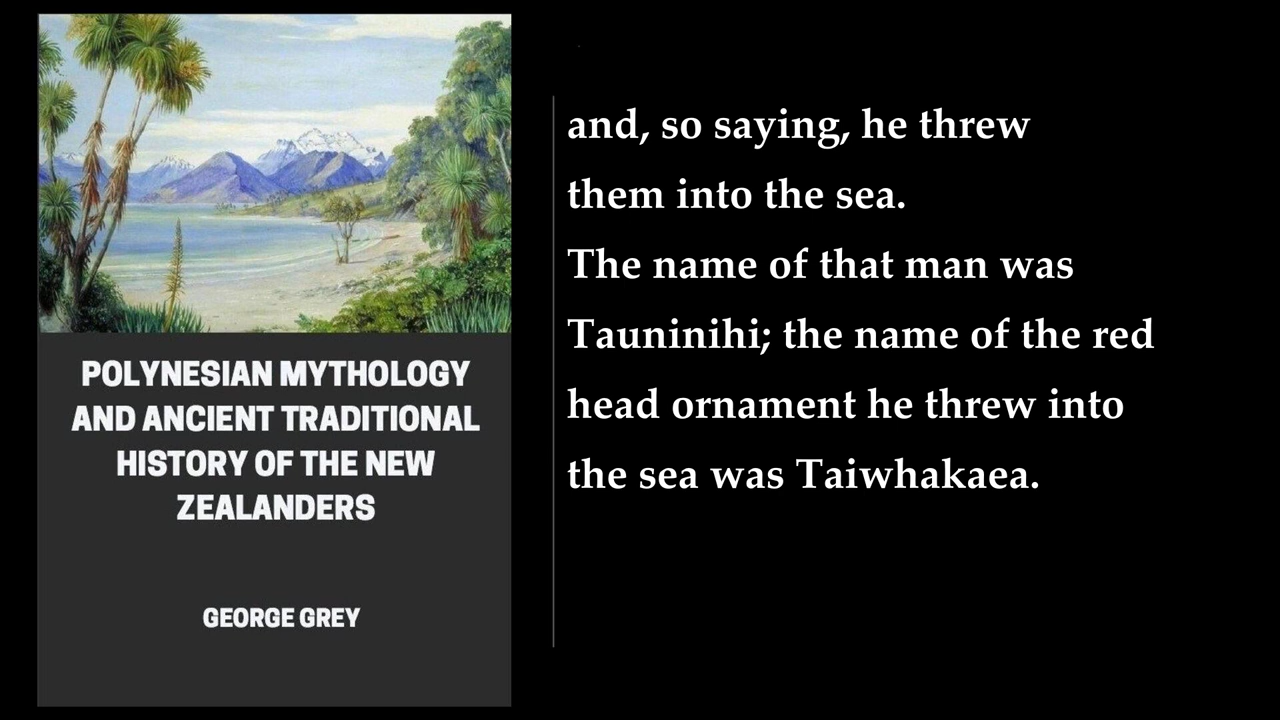 POLYNESIAN MYTHOLOGY
AND ANCIENT TRADITIONAL
HISTORY OF THE NEW
ZEALANDERS
GEORGE GREY
and, so saying, he threw
them into the sea.
The name of that man was
Tauninihi; the name of the red
head ornament he threw into
the sea was Taiwhakaea.